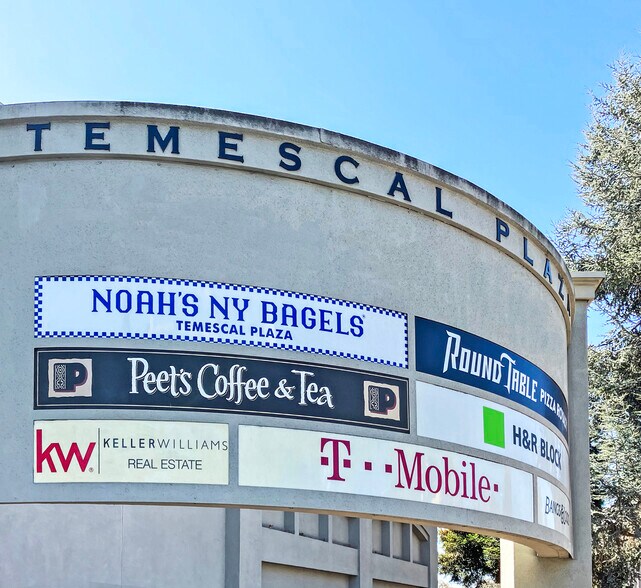 TEMESCAL PLAZA
NOAH'S NY BAGELS
TEMESCAL PLAZA
ROUND TABLE PIZZA
P Peet's Coffee & Tea P
H&R BLOCK
kw KELLERWILLIAMS
REAL ESTATE
T-Mobile